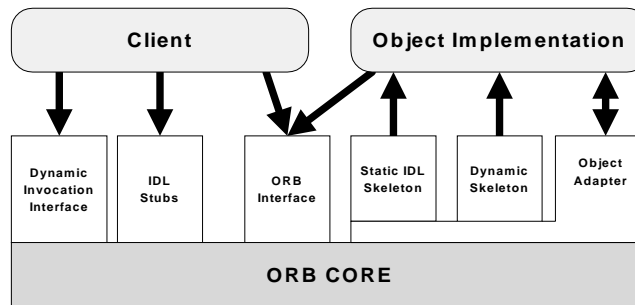 Client
Object Implementation
Dynamic
Invocation
Interface
IDL
Stubs
ORB
Interface
Static IDL
Skeleton
Dynamic
Skeleton
Object
Adapter
ORB CORE